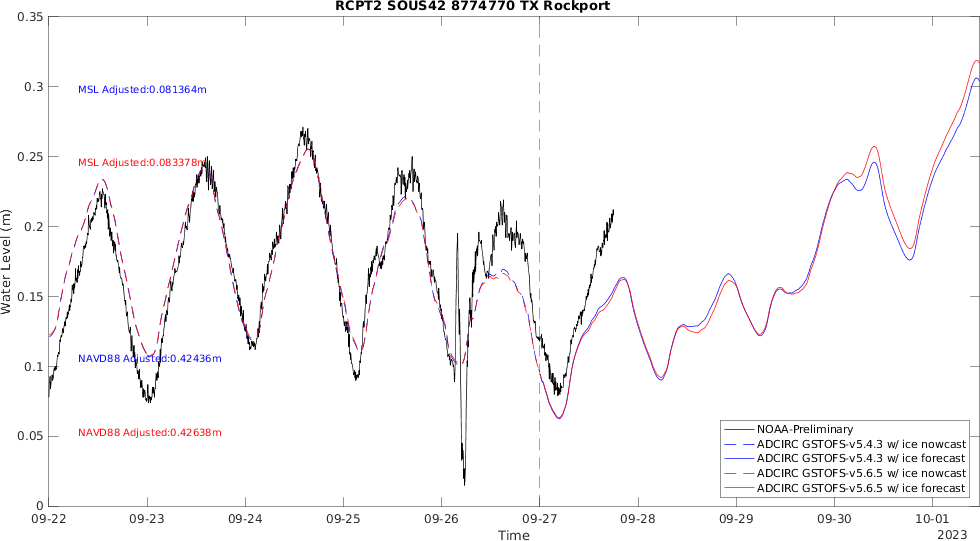 RCPT2 SOUS42 8774770 TX Rockport
0.35
0.3
0.25
0.2
0.15
0.1
0.05
0
Water Level (m)
MSL Adjusted:0.081364m
MSL Adjusted:0.083378m
NAVD88 Adjusted:0.42436m
NAVD88 Adjusted:0.42638m
NOAA-Preliminary
ADCIRC GSTOFS-v5.4.3 w/ ice nowcast
ADCIRC GSTOFS-v5.4.3 w/ ice forecast
ADCIRC GSTOFS-v5.6.5 w/ ice nowcast
ADCIRC GSTOFS-v5.6.5 w/ ice forecast
09-22 09-23 09-24 09-25 09-26 09-27 09-28 09-29 09-30 10-01
Time
2023